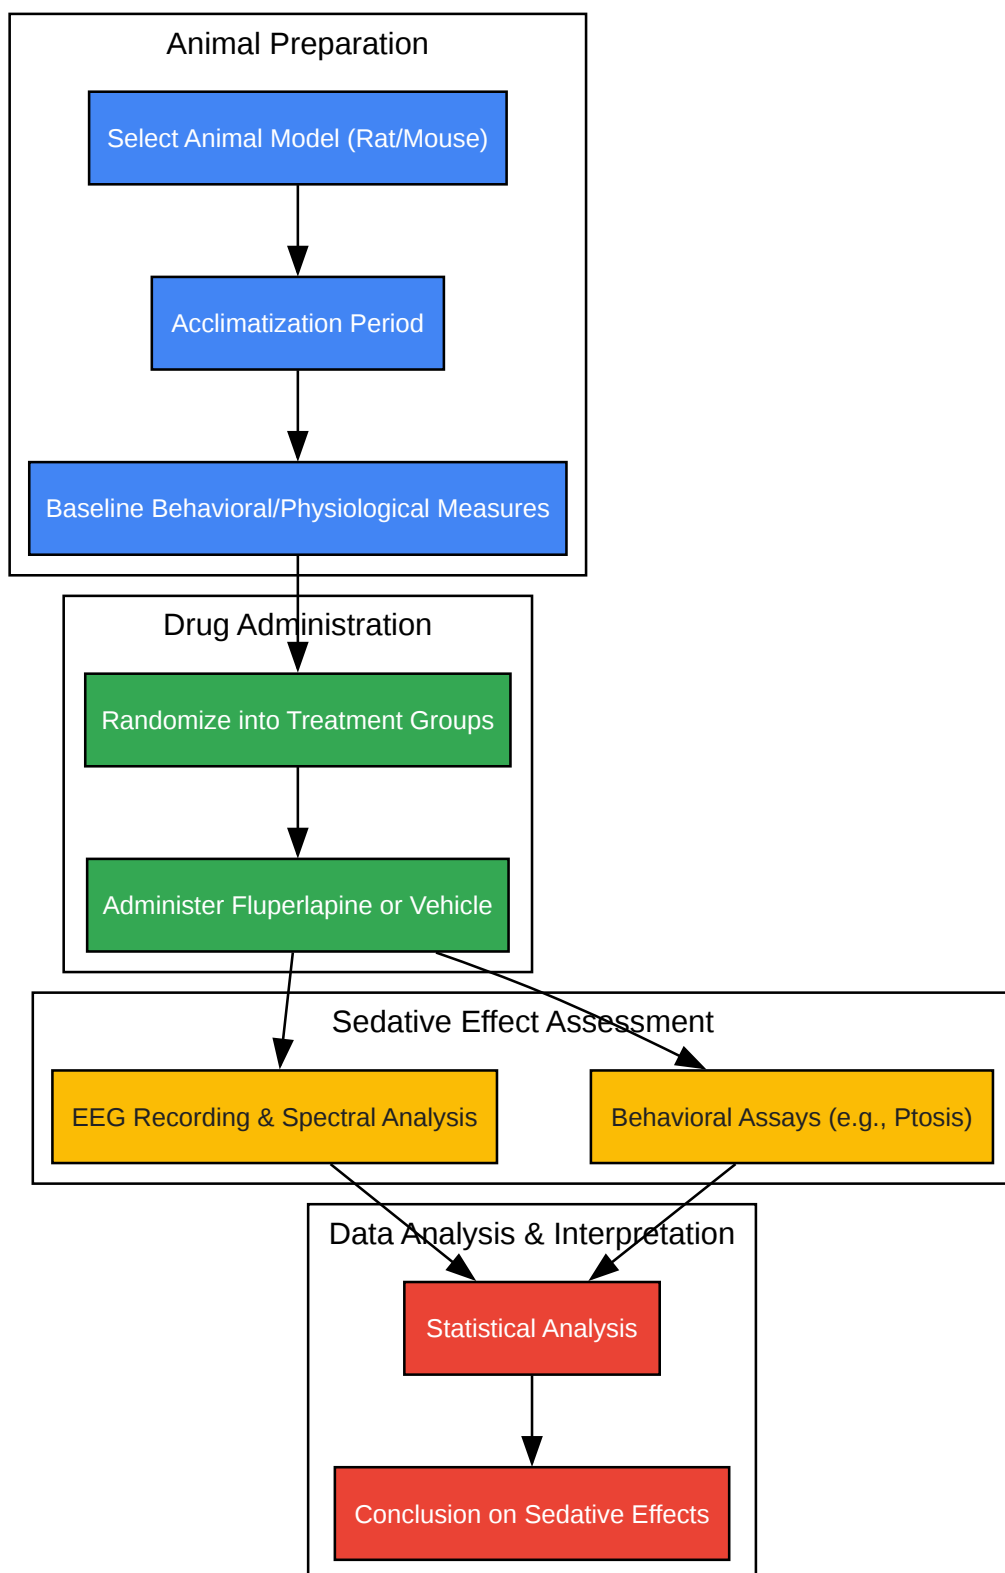 Animal Preparation
Select Animal Model (Rat/Mouse)
Acclimatization Period
Baseline Behavioral/Physiological Measures
Drug Administration
Randomize into Treatment Groups
Administer Fluperlapine or Vehicle
Sedative Effect Assessment
EEG Recording & Spectral Analysis
Behavioral Assays (e.g., Ptosis)
Data Analysis & Interpretation
Statistical Analysis
Conclusion on Sedative Effects